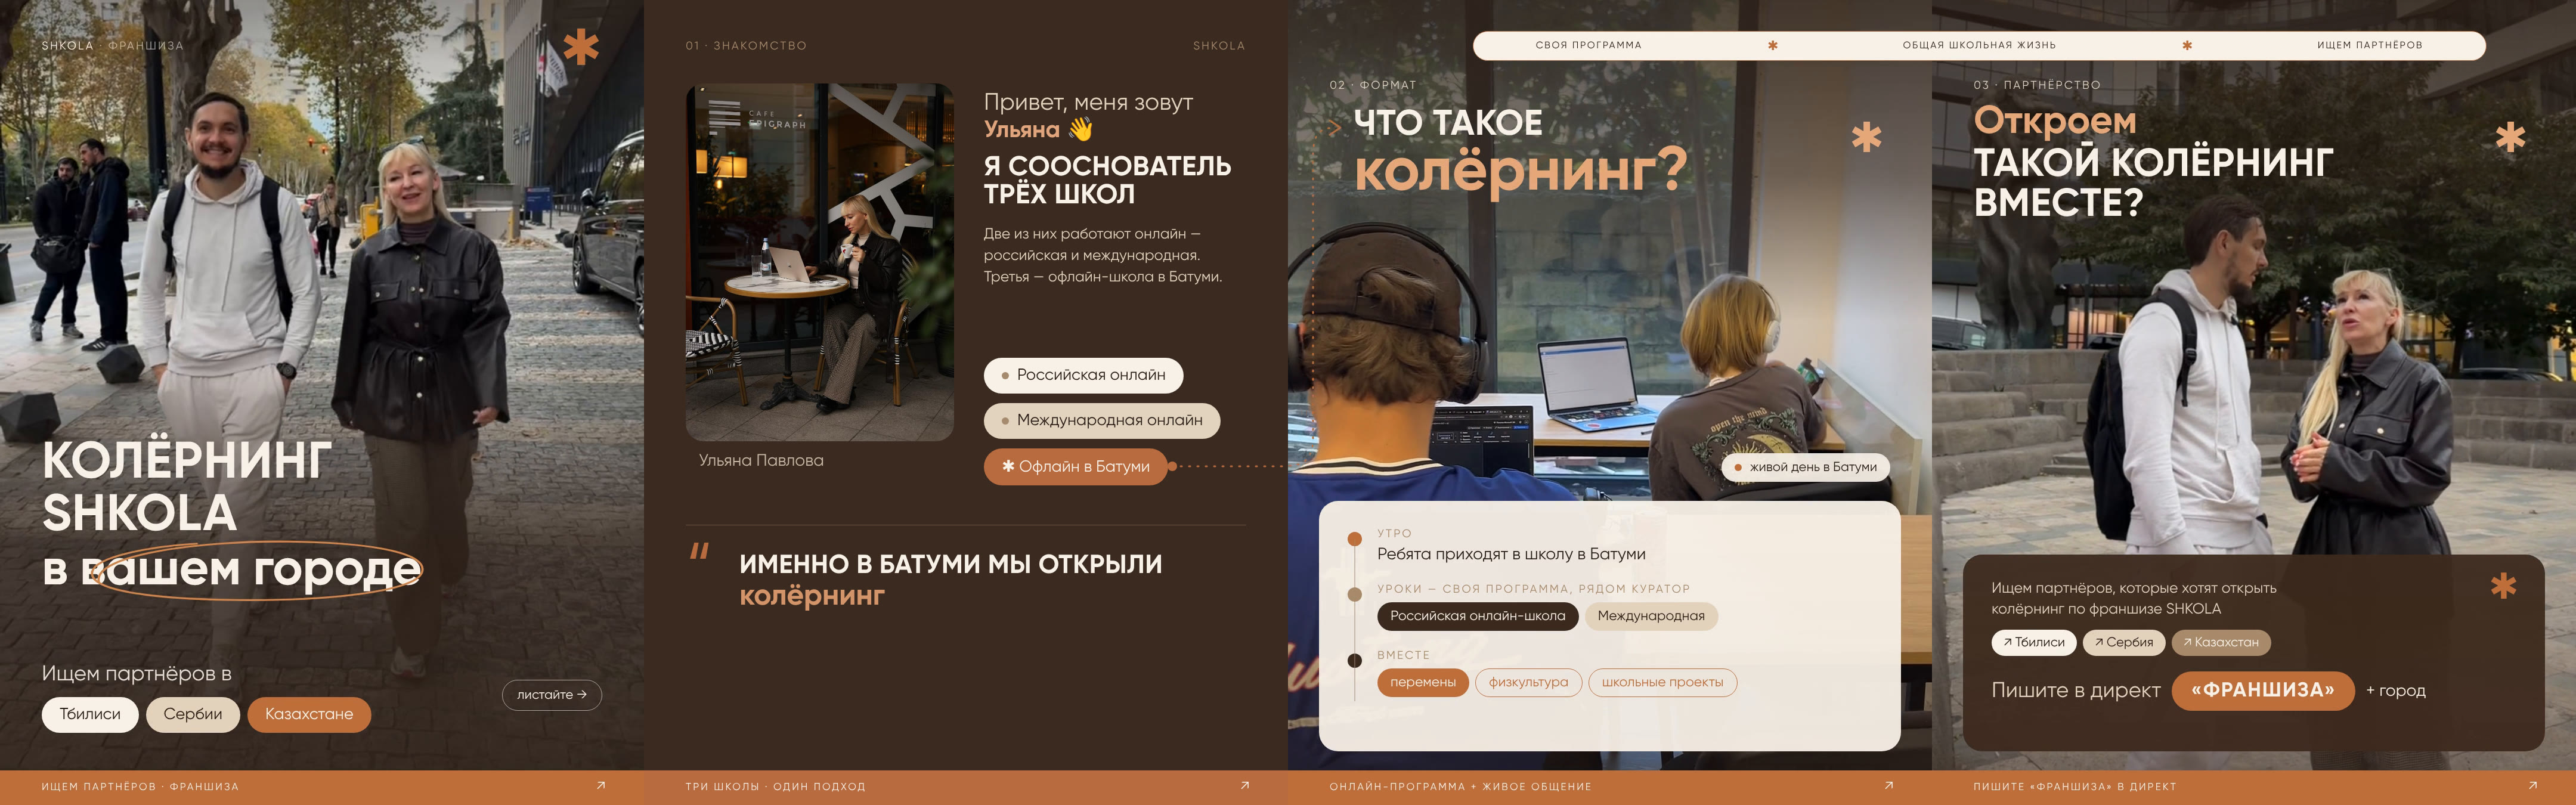 SHKOLA · ФРАНШИЗА
КОЛЁРНИНГ
SHKOLA
в вашем городе
Ищем партнёров в
Тбилиси
Сербии
Казахстане
листайте →
ИЩЕМ ПАРТНЁРОВ · ФРАНШИЗА ↗
01 · ЗНАКОМСТВО
SHKOLA
CAFE
EPIGRAPH
Привет, меня зовут
Ульяна 👋
Я СООСНОВАТЕЛЬ
ТРЁХ ШКОЛ
Две из них работают онлайн —
российская и международная.
Третья — офлайн-школа в Батуми.
Российская онлайн
Международная онлайн
✱ Офлайн в Батуми
Ульяна Павлова
“
ИМЕННО В БАТУМИ МЫ ОТКРЫЛИ
колёрнинг
ТРИ ШКОЛЫ · ОДИН ПОДХОД ↗
СВОЯ ПРОГРАММА ✱ ОБЩАЯ ШКОЛЬНАЯ ЖИЗНЬ ✱ ИЩЕМ ПАРТНЁРОВ
02 · ФОРМАТ
ЧТО ТАКОЕ
колёрнинг?
open the mind
живой день в Батуми
УТРО
Ребята приходят в школу в Батуми
УРОКИ — СВОЯ ПРОГРАММА, РЯДОМ КУРАТОР
Российская онлайн-школа
Международная
ВМЕСТЕ
перемены
физкультура
школьные проекты
ОНЛАЙН-ПРОГРАММА + ЖИВОЕ ОБЩЕНИЕ ↗
03 · ПАРТНЁРСТВО
Откроем
ТАКОЙ КОЛЁРНИНГ
ВМЕСТЕ?
Ищем партнёров, которые хотят открыть
колёрнинг по франшизе SHKOLA
↗ Тбилиси
↗ Сербия
↗ Казахстан
Пишите в директ «ФРАНШИЗА» + город
ПИШИТЕ «ФРАНШИЗА» В ДИРЕКТ ↗